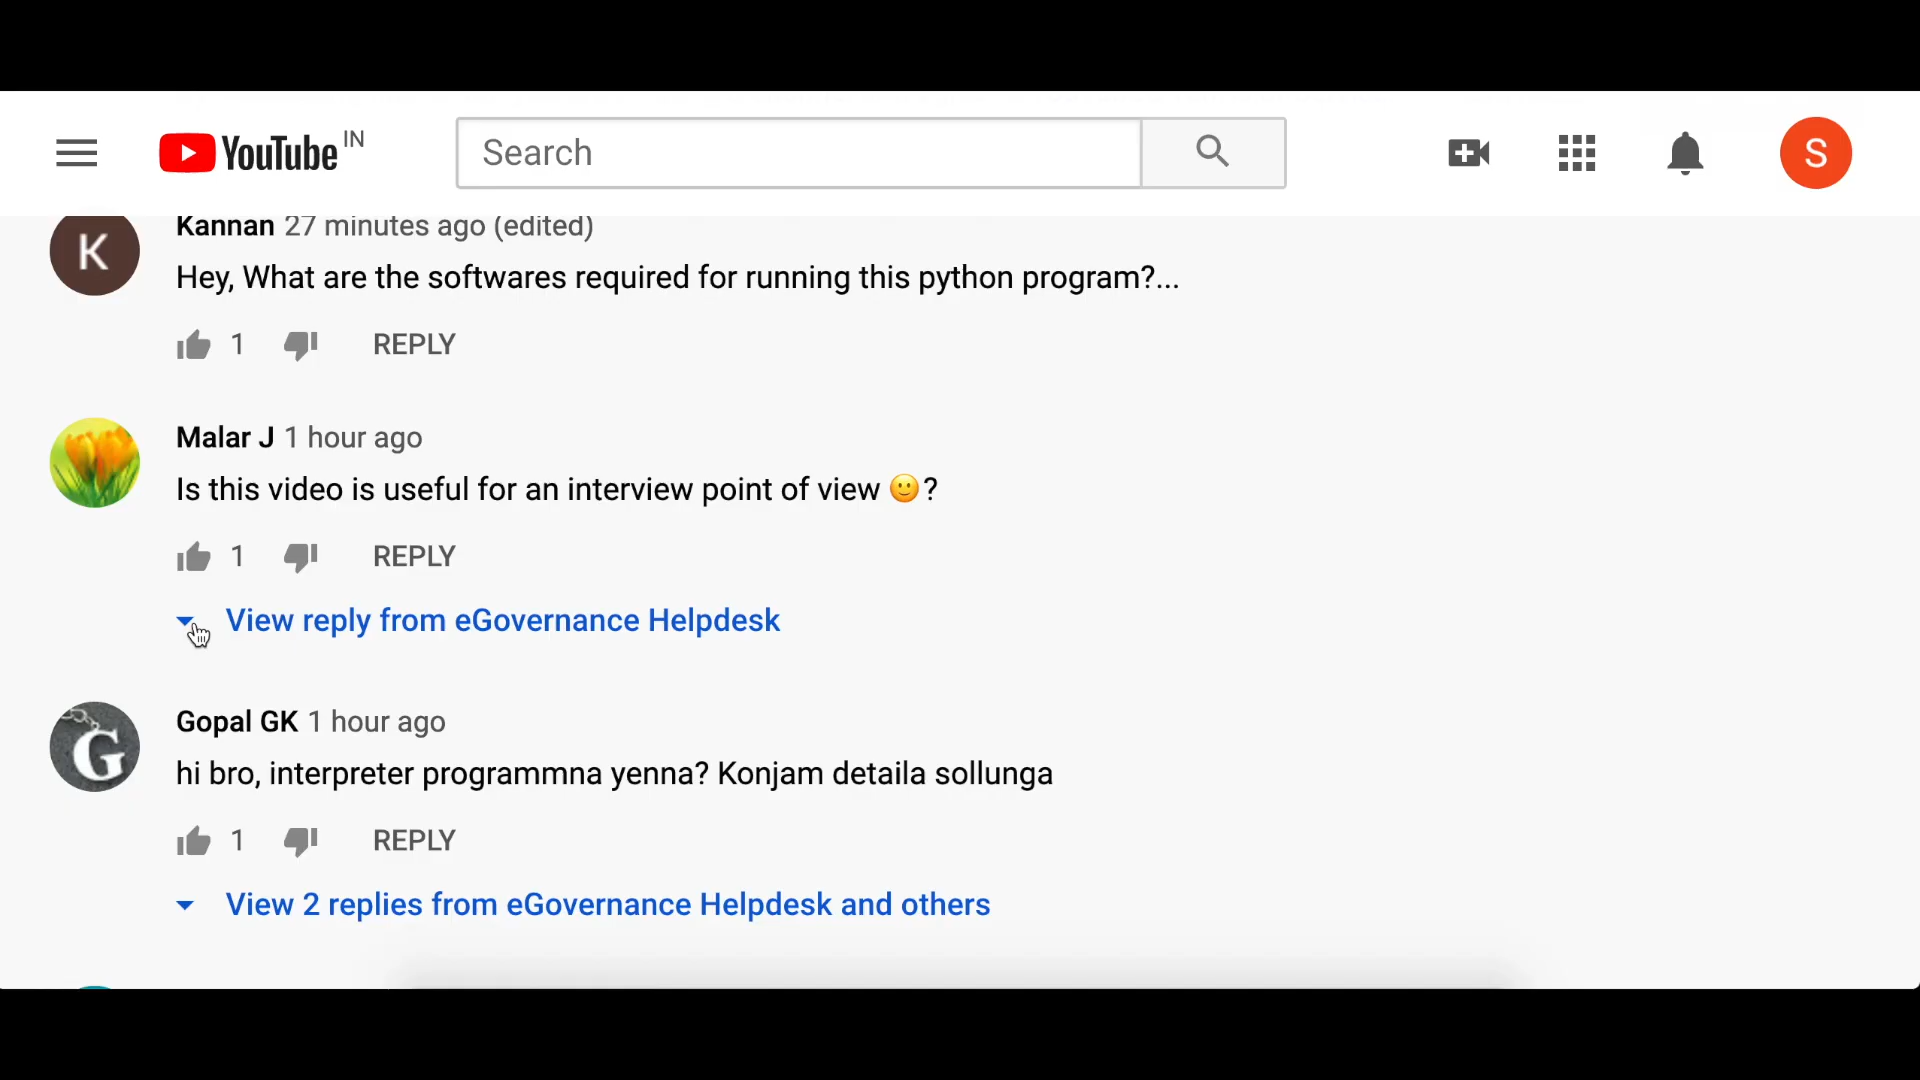 YouTube IN
Search
S
K
Kannan 27 minutes ago (edited)
Hey, What are the softwares required for running this python program?...
1 REPLY
Malar J 1 hour ago
Is this video is useful for an interview point of view 🙂?
1 REPLY
View reply from eGovernance Helpdesk
G
Gopal GK 1 hour ago
hi bro, interpreter programmna yenna? Konjam detaila sollunga
1 REPLY
View 2 replies from eGovernance Helpdesk and others